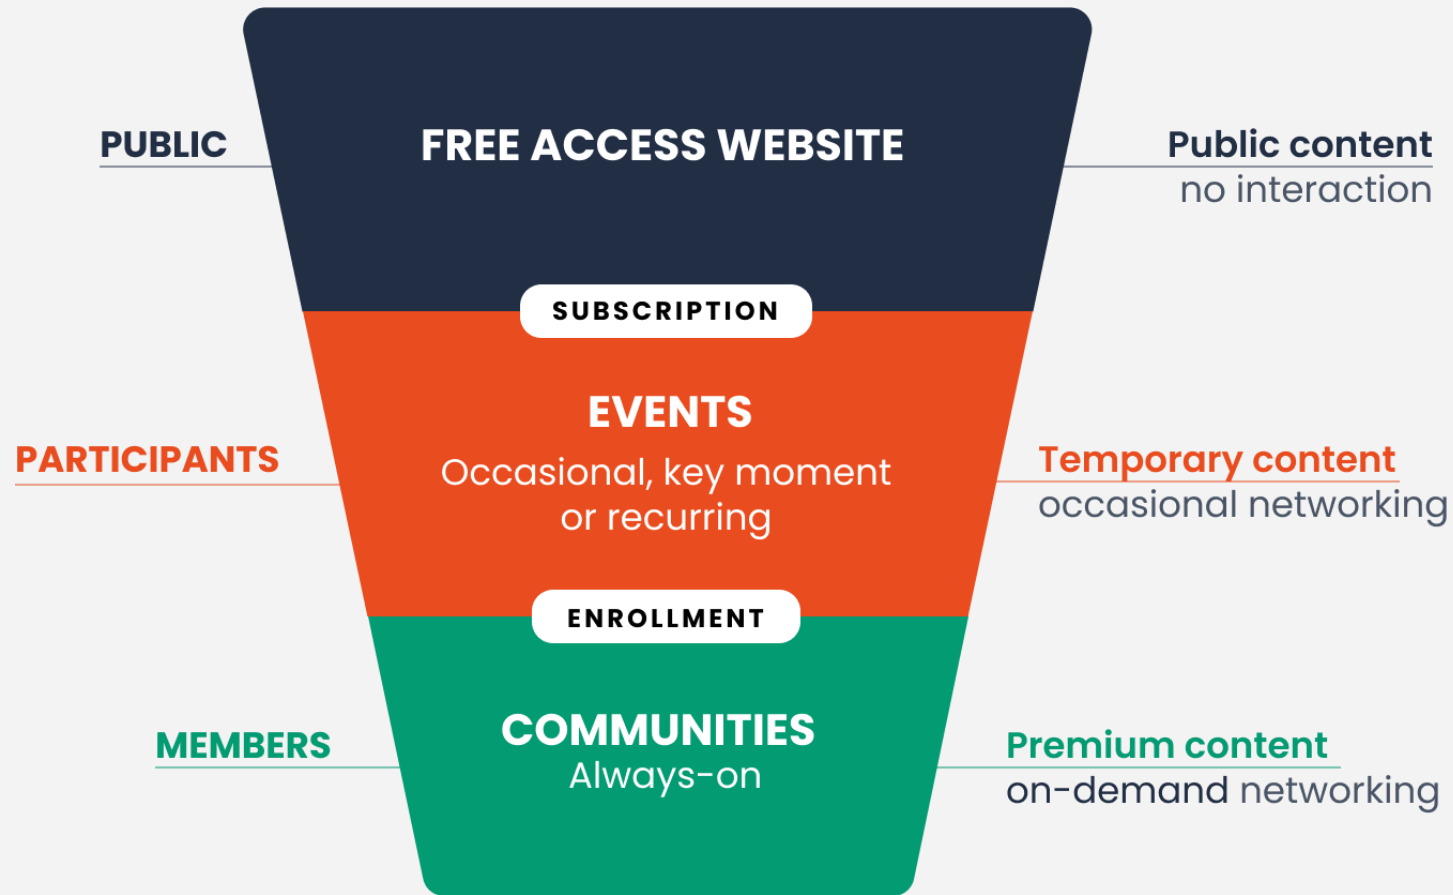 PUBLIC
FREE ACCESS WEBSITE
Public content
no interaction
SUBSCRIPTION
EVENTS
Occasional, key moment
or recurring
PARTICIPANTS
Temporary content
occasional networking
ENROLLMENT
COMMUNITIES
Always-on
MEMBERS
Premium content
on-demand networking